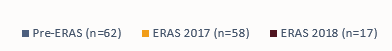 Pre-ERAS (n=62) ERAS 2017 (n=58) ERAS 2018 (n=17)